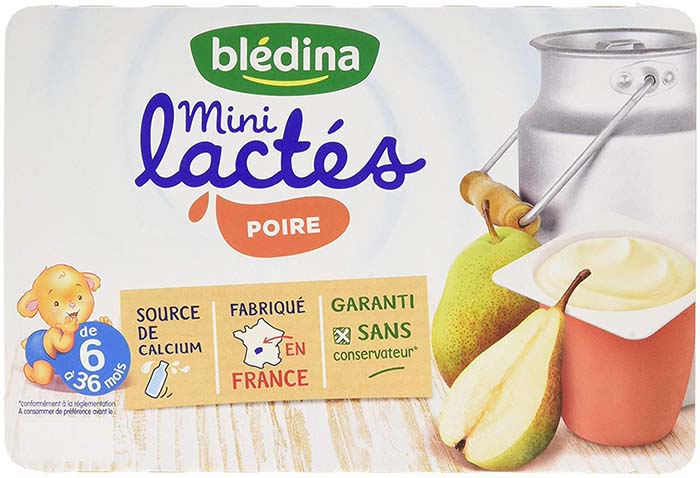 blédina
Mini
lactés
POIRE
SOURCE
DE
CALCIUM
FABRIQUÉ
EN
FRANCE
GARANTI
SANS
conservateur*
de
6
à 36 mois
*conformément à la réglementation
A consommer de préférence avant le: